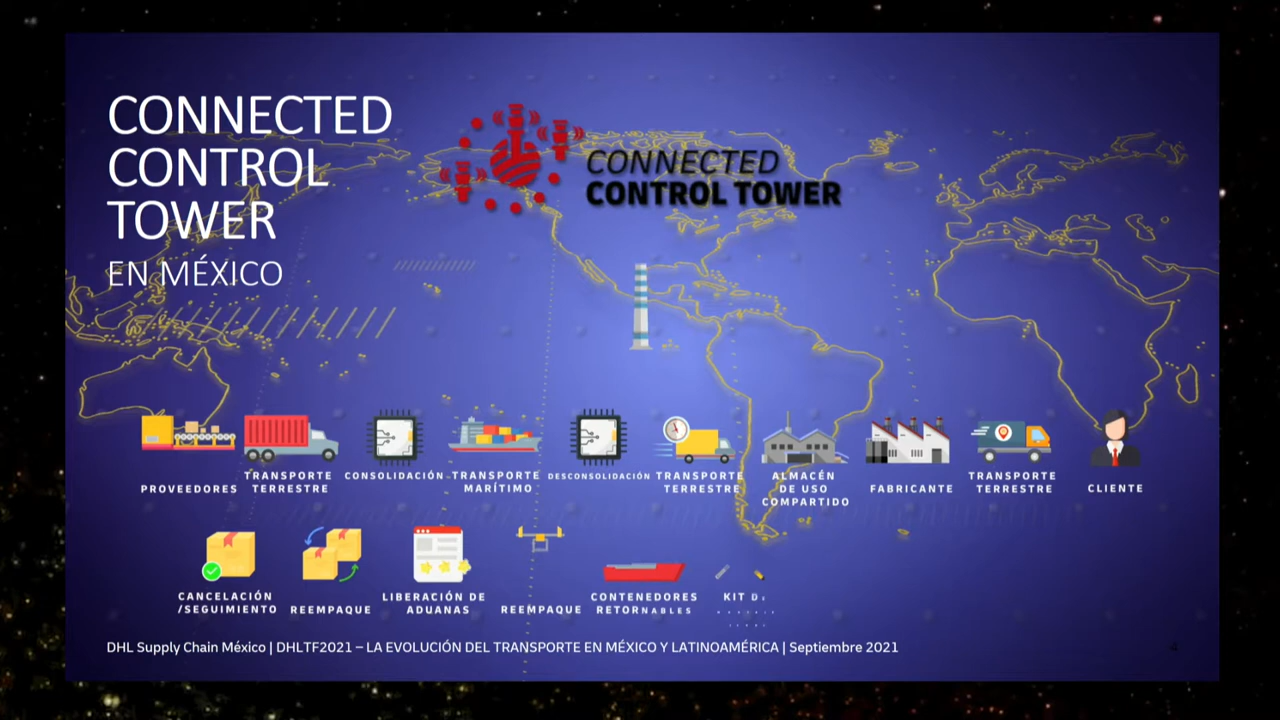 CONNECTED
CONTROL
TOWER
EN MÉXICO
CONNECTED
CONTROL TOWER
PROVEEDORES
TRANSPORTE
TERRESTRE
CONSOLIDACIÓN
TRANSPORTE
MARÍTIMO
DESCONSOLIDACIÓN
TRANSPORTE
TERRESTRE
ALMACÉN
DE USO
COMPARTIDO
FABRICANTE
TRANSPORTE
TERRESTRE
CLIENTE
CANCELACIÓN
/SEGUIMIENTO
REEMPAQUE
LIBERACIÓN DE
ADUANAS
REEMPAQUE
CONTENEDORES
RETORNABLES
KIT
DHL Supply Chain México | DHLTF2021 – LA EVOLUCIÓN DEL TRANSPORTE EN MÉXICO Y LATINOAMÉRICA | Septiembre 2021
4